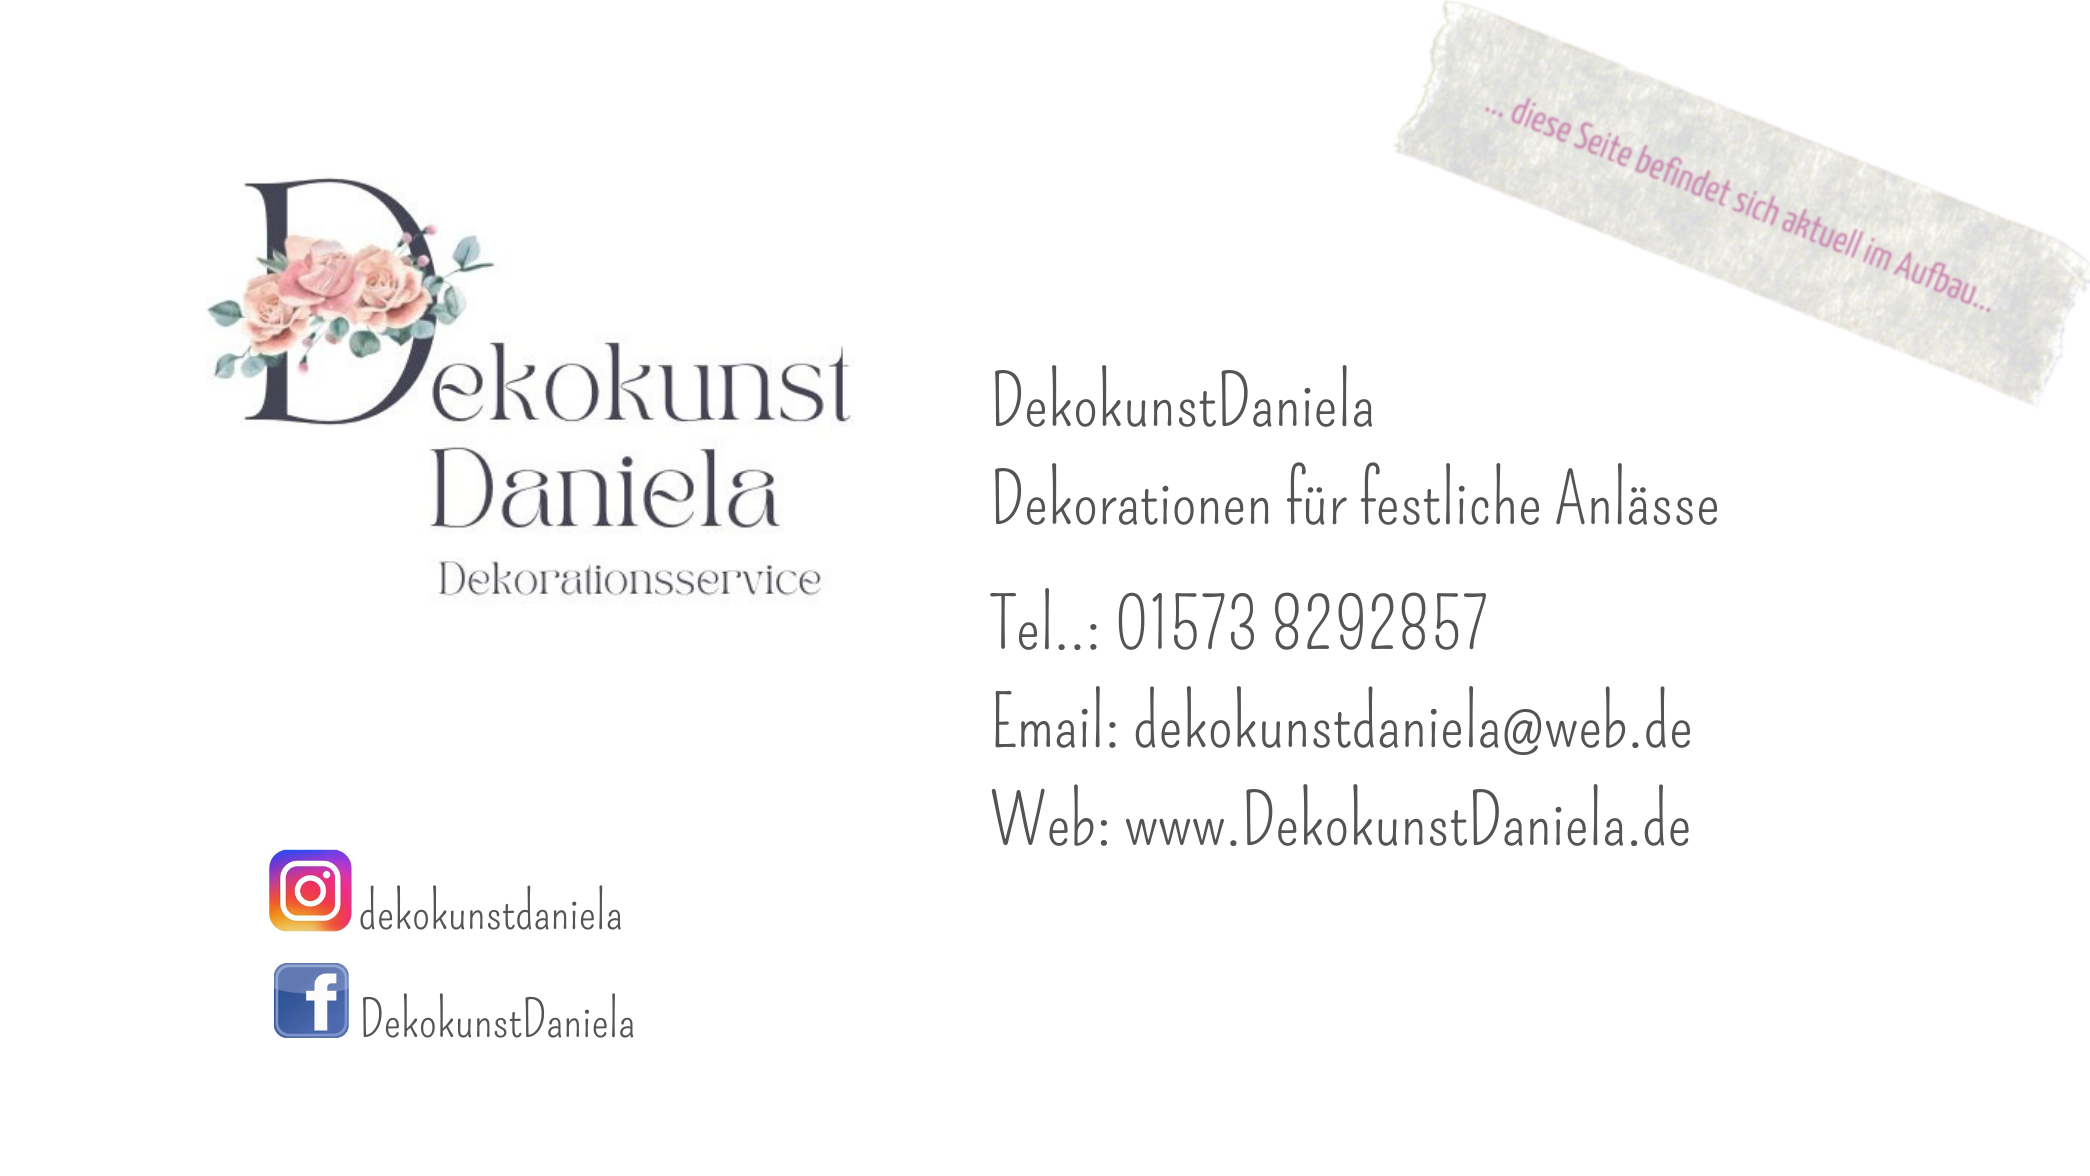 ... diese Seite befindet sich aktuell im Aufbau...
Dekokunst
Daniela
Dekorationsservice
DekokunstDaniela
Dekorationen für festliche Anlässe
Tel..: 01573 8292857
Email: dekokunstdaniela@web.de
Web: www.DekokunstDaniela.de
dekokunstdaniela
DekokunstDaniela